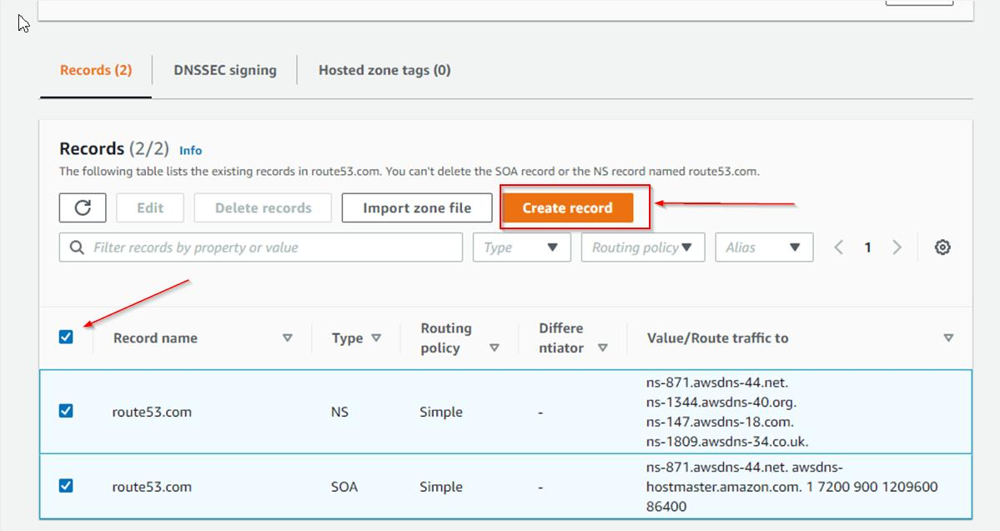 Records (2)
DNSSEC signing
Hosted zone tags (0)
Records (2/2) Info
The following table lists the existing records in route53.com. You can't delete the SOA record or the NS record named route53.com.
Edit
Delete records
Import zone file
Create record
Filter records by property or value
Type
Routing policy
Alias
1
Record name
Type
Routing
policy
Differe
ntiator
Value/Route traffic to
route53.com
NS
Simple
-
ns-871.awsdns-44.net.
ns-1344.awsdns-40.org.
ns-147.awsdns-18.com.
ns-1809.awsdns-34.co.uk.
route53.com
SOA
Simple
-
ns-871.awsdns-44.net. awsdns-
hostmaster.amazon.com. 1 7200 900 1209600
86400